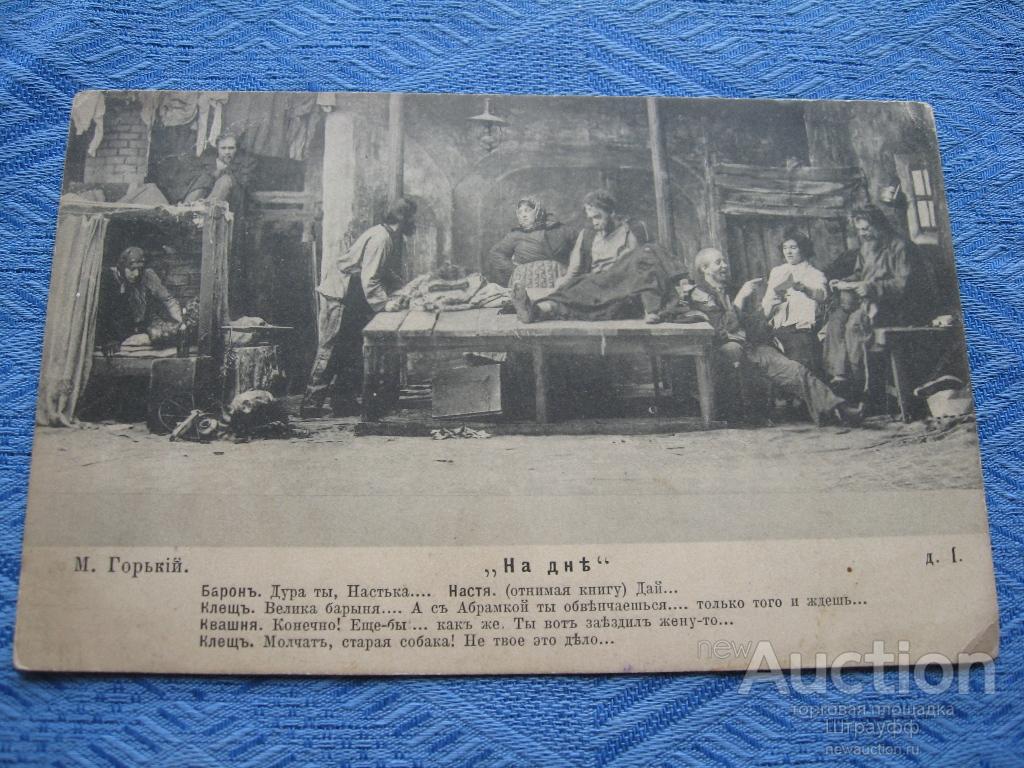 М. Горькій.
„На днѣ“
д. I.
Баронъ. Дура ты, Настька.... Настя. (отнимая книгу) Дай...
Клещъ. Велика барыня.... А съ Абрамкой ты обвѣнчаешься.... только того и ждешь...
Квашня. Конечно! Еще-бы... какъ же. Ты вотъ заѣздилъ жену-то...
Клещъ. Молчать, старая собака! Не твое это дѣло...
newAuction
торговая площадка
Штрауфф
newauction.ru